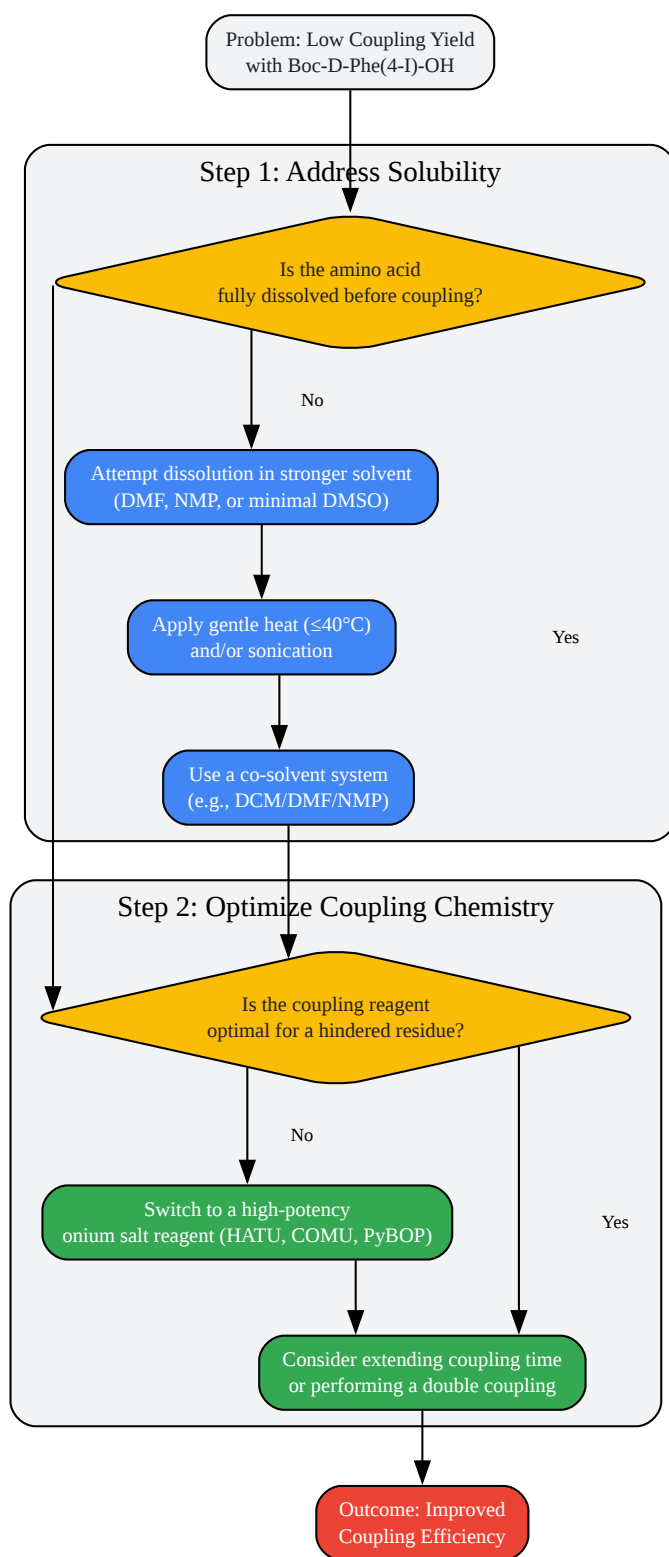 Problem: Low Coupling Yield
with Boc-D-Phe(4-I)-OH
Step 1: Address Solubility
Is the amino acid
fully dissolved before coupling?
No
Attempt dissolution in stronger solvent
(DMF, NMP, or minimal DMSO)
Apply gentle heat (≤40°C)
and/or sonication
Yes
Use a co-solvent system
(e.g., DCM/DMF/NMP)
Step 2: Optimize Coupling Chemistry
Is the coupling reagent
optimal for a hindered residue?
No
Switch to a high-potency
onium salt reagent (HATU, COMU, PyBOP)
Yes
Consider extending coupling time
or performing a double coupling
Outcome: Improved
Coupling Efficiency